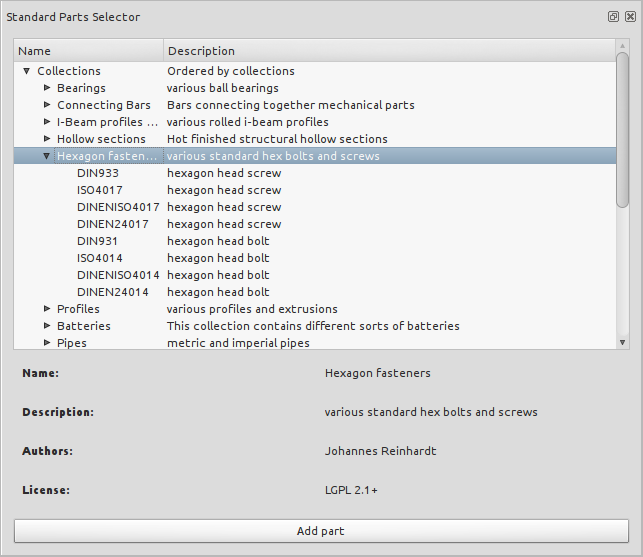 Standard Parts Selector
Name Description
Collections Ordered by collections
Bearings various ball bearings
Connecting Bars Bars connecting together mechanical parts
I-Beam profiles ... various rolled i-beam profiles
Hollow sections Hot finished structural hollow sections
Hexagon fasten... various standard hex bolts and screws
DIN933 hexagon head screw
ISO4017 hexagon head screw
DINENISO4017 hexagon head screw
DINEN24017 hexagon head screw
DIN931 hexagon head bolt
ISO4014 hexagon head bolt
DINENISO4014 hexagon head bolt
DINEN24014 hexagon head bolt
Profiles various profiles and extrusions
Batteries This collection contains different sorts of batteries
Pipes metric and imperial pipes
Name: Hexagon fasteners
Description: various standard hex bolts and screws
Authors: Johannes Reinhardt
License: LGPL 2.1+
Add part